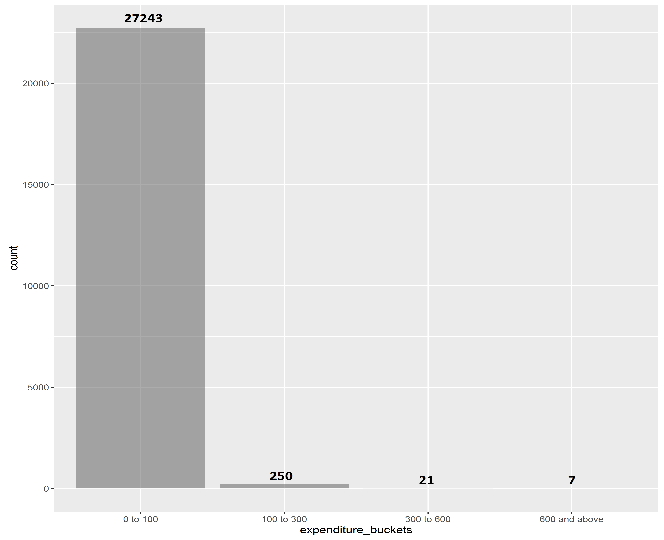 27243
20000
15000
count
10000
5000
250
21
7
0
0 to 100
100 to 300
300 to 600
600 and above
expenditure_buckets